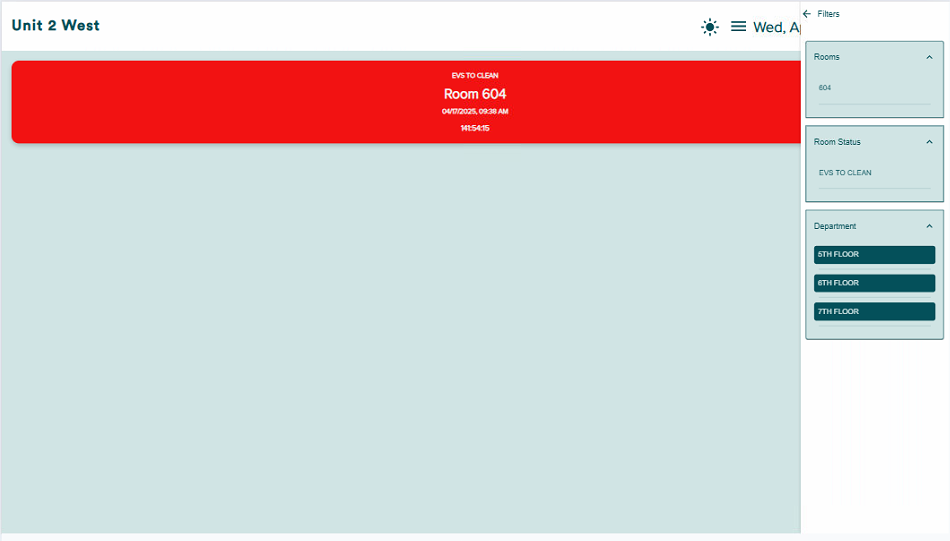 Unit 2 West
Wed, Ap
EVS TO CLEAN
Room 604
04/17/2025, 09:38 AM
141:54:15
Filters
Rooms
604
Room Status
EVS TO CLEAN
Department
5TH FLOOR
6TH FLOOR
7TH FLOOR